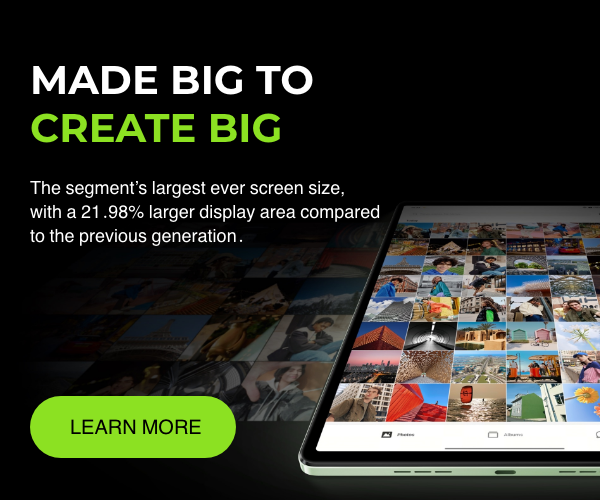 MADE BIG TO
CREATE BIG
The segment's largest ever screen size,
with a 21.98% larger display area compared
to the previous generation.
LEARN MORE
Photos
Albums